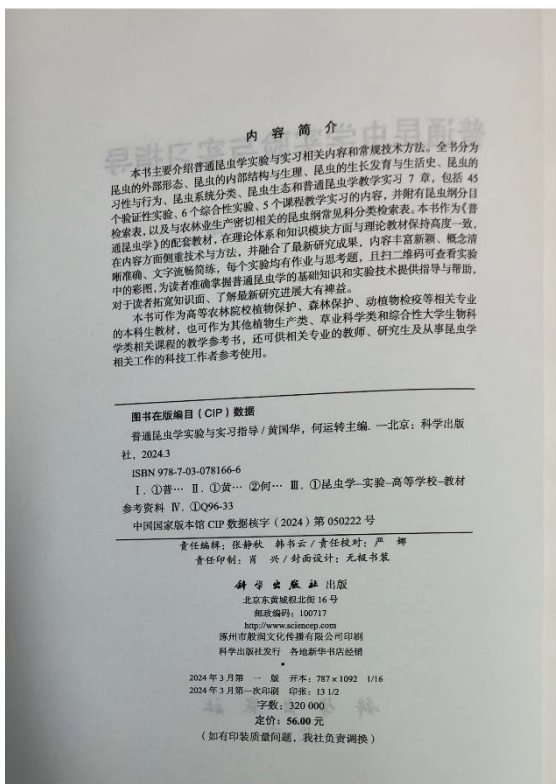 内容简介
本书主要介绍普通昆虫学实验与实习相关内容和常规技术方法。全书分为
昆虫的外部形态、昆虫的内部结构与生理、昆虫的生长发育与生活史、昆虫的
习性与行为、昆虫系统分类、昆虫生态和普通昆虫学教学实习 7 章，包括 45
个验证性实验、6 个综合性实验、5 个课程教学实习的内容，并附有昆虫纲分目
检索表，以及与农林业生产密切相关的昆虫纲常见科分类检索表。本书作为《普
通昆虫学》的配套教材，在理论体系和知识模块方面与理论教材保持高度一致，
在内容方面侧重技术与方法，并融合了最新研究成果，内容丰富新颖、概念清
晰准确、文字流畅简练，每个实验均有作业与思考题，且扫二维码可查看实验
中的彩图，为读者准确掌握普通昆虫学的基础知识和实验技术提供指导与帮助，
对于读者拓宽知识面、了解最新研究进展大有裨益。
本书可作为高等农林院校植物保护、森林保护、动植物检疫等相关专业
的本科生教材，也可作为其他植物生产类、草业科学类和综合性大学生物科
学类相关课程的教学参考书，还可供相关专业的教师、研究生及从事昆虫学
相关工作的科技工作者参考使用。
图书在版编目（CIP）数据
普通昆虫学实验与实习指导 / 黄国华，何运转主编. —北京：科学出版
社，2024.3
ISBN 978-7-03-078166-6
Ⅰ. ①普… Ⅱ. ①黄… ②何… Ⅲ. ①昆虫学–实验–高等学校–教材
参考资料 Ⅳ. ①Q96-33
中国国家版本馆 CIP 数据核字（2024）第 050222 号
责任编辑：张静秋 韩书云 / 责任校对：严 娜
责任印制：肖 兴 / 封面设计：无极书装
科学出版社 出版
北京东黄城根北街 16 号
邮政编码：100717
http://www.sciencep.com
涿州市般润文化传播有限公司印刷
科学出版社发行 各地新华书店经销
2024 年 3 月第 一 版 开本：787×1092 1/16
2024 年 3 月第一次印刷 印张：13 1/2
字数：320 000
定价：56.00 元
（如有印装质量问题，我社负责调换）